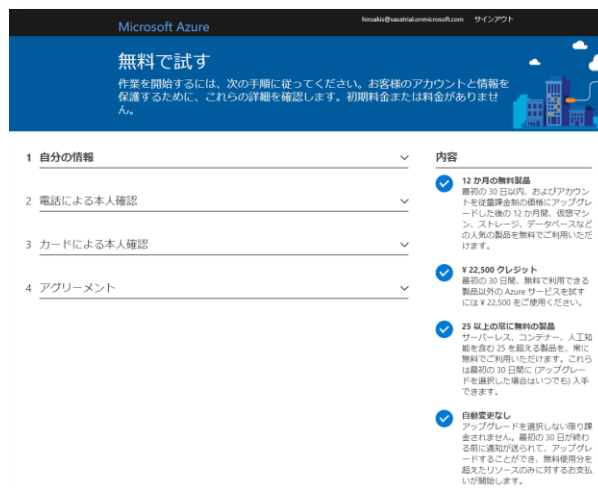 Microsoft Azure
hiroakis@sasatrial.onmicrosoft.com サインアウト
無料で試す
作業を開始するには、次の手順に従ってください。お客様のアカウントと情報を
保護するために、これらの詳細を確認します。初期料金または料金がありませ
ん。
1 自分の情報
2 電話による本人確認
3 カードによる本人確認
4 アグリーメント
内容
12 か月の無料製品
最初の 30 日以内、およびアカウン
トを従量課金制の価格にアップグレ
ードした後の 12 か月間、仮想マシ
ン、ストレージ、データベースなど
の人気の製品を無料でご利用いただ
けます。
¥ 22,500 クレジット
最初の 30 日間、無料で利用できる
製品以外の Azure サービスを試す
には ¥ 22,500 をご使用ください。
25 以上の常に無料の製品
サーバーレス、コンテナー、人工知
能を含む 25 を超える製品を、常に
無料でご利用いただけます。これら
は最初の 30 日間に (アップグレー
ドを選択した場合はいつでも) 入手
できます。
自動変更なし
アップグレードを選択しない限り課
金されません。最初の 30 日が終わ
る前に通知が送られて、アップグレ
ードすることができ、無料使用分を
超えたリソースのみに対するお支払
いが開始します。